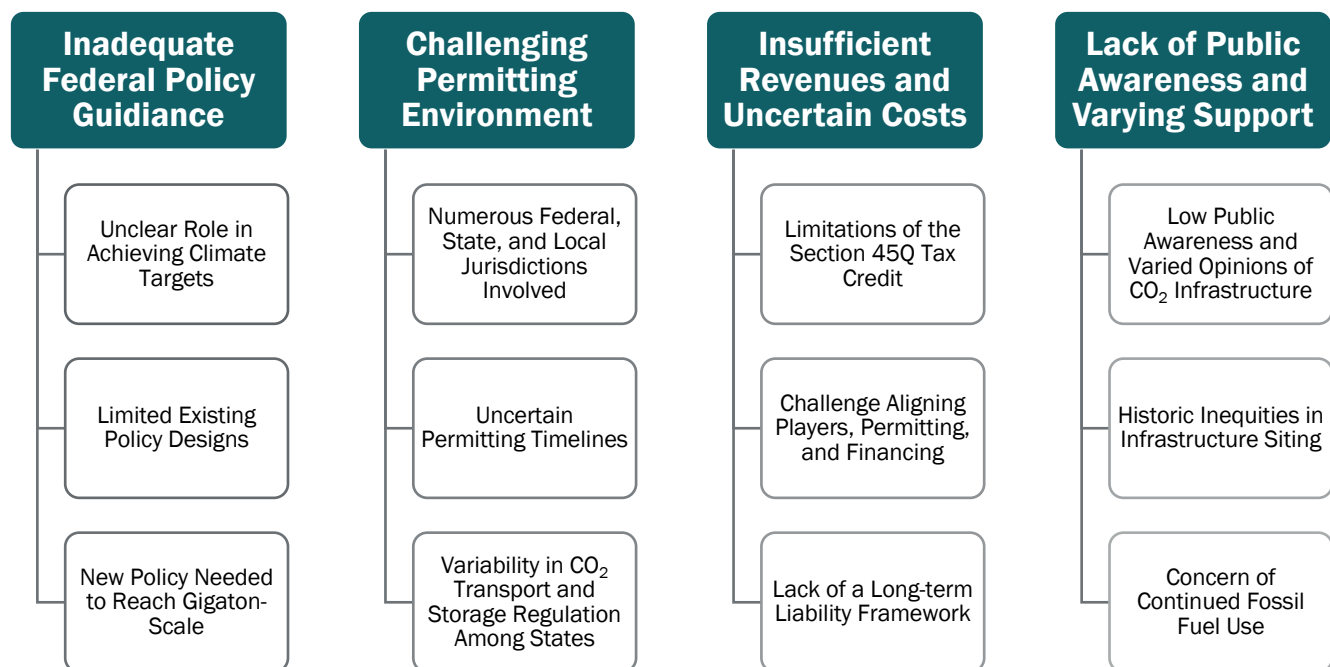 Inadequate
Federal Policy
Guidiance
Unclear Role in
Achieving Climate
Targets
Limited Existing
Policy Designs
New Policy Needed
to Reach Gigaton-
Scale
Challenging
Permitting
Environment
Numerous Federal,
State, and Local
Jurisdictions
Involved
Uncertain
Permitting Timelines
Variability in CO₂
Transport and
Storage Regulation
Among States
Insufficient
Revenues and
Uncertain Costs
Limitations of the
Section 45Q Tax
Credit
Challenge Aligning
Players, Permitting,
and Financing
Lack of a Long-term
Liability Framework
Lack of Public
Awareness and
Varying Support
Low Public
Awareness and
Varied Opinions of
CO₂ Infrastructure
Historic Inequities in
Infrastructure Siting
Concern of
Continued Fossil
Fuel Use